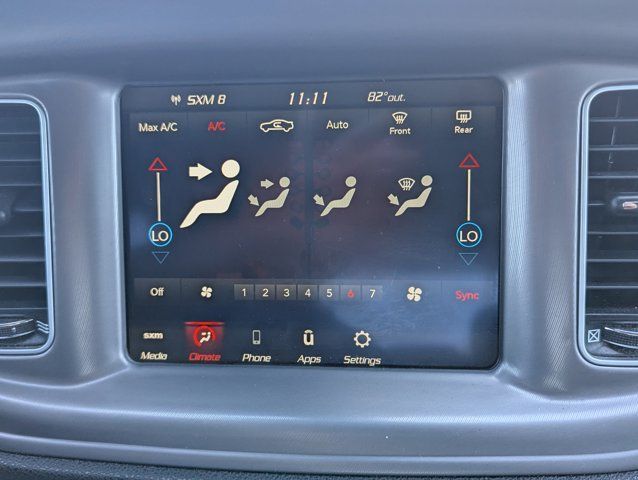 SXM 8 11:11 82° out.
Max A/C A/C Auto Front Rear
LO LO
Off 1 2 3 4 5 6 7 Sync
sxm ü
Media Climate Phone Apps Settings